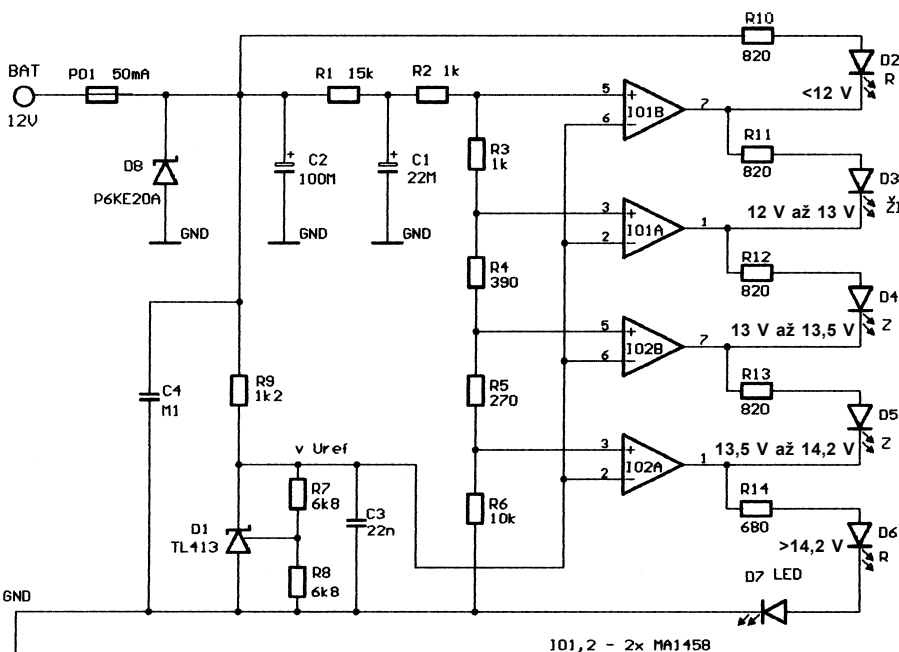 R10
820
D2
R
<12 V
BAT
12V
PO1 50mA
R1 15k
R2 1k
5
6
+
−
IO1B
7
R11
820
D3
12 V až 13 V
D8
P6KE20A
GND
+
C2
100M
GND
+
C1
22M
GND
R3
1k
3
2
+
−
IO1A
1
R12
820
D4
Z
13 V až 13,5 V
R4
390
5
6
+
−
IO2B
7
R13
820
D5
Z
13,5 V až 14,2 V
C4
M1
R9
1k2
R5
270
3
2
+
−
IO2A
1
R14
680
D6
R
>14,2 V
v Uref
R7
6k8
C3
22n
R6
10k
D1
TL413
R8
6k8
D7 LED
GND
IO1,2 - 2x MA1458